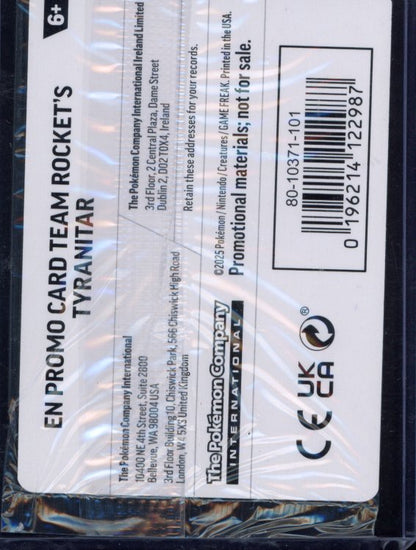 6+
EN PROMO CARD TEAM ROCKET'S
TYRANITAR
The Pokémon Company International
10400 NE 4th Street, Suite 2800
Bellevue, WA 98004 USA
3rd Floor Building 10, Chiswick Park, 566 Chiswick High Road
London, W4 5XS United Kingdom
The Pokémon Company International Ireland Limited
3rd Floor, 2 Central Plaza, Dame Street
Dublin 2, D02 T0X4, Ireland
Retain these addresses for your records.
The Pokémon Company
INTERNATIONAL
©2025 Pokémon / Nintendo / Creatures / GAME FREAK. Printed in the USA.
Promotional materials; not for sale.
CE UK
CA
®
80-10371-101
0 196214 122987